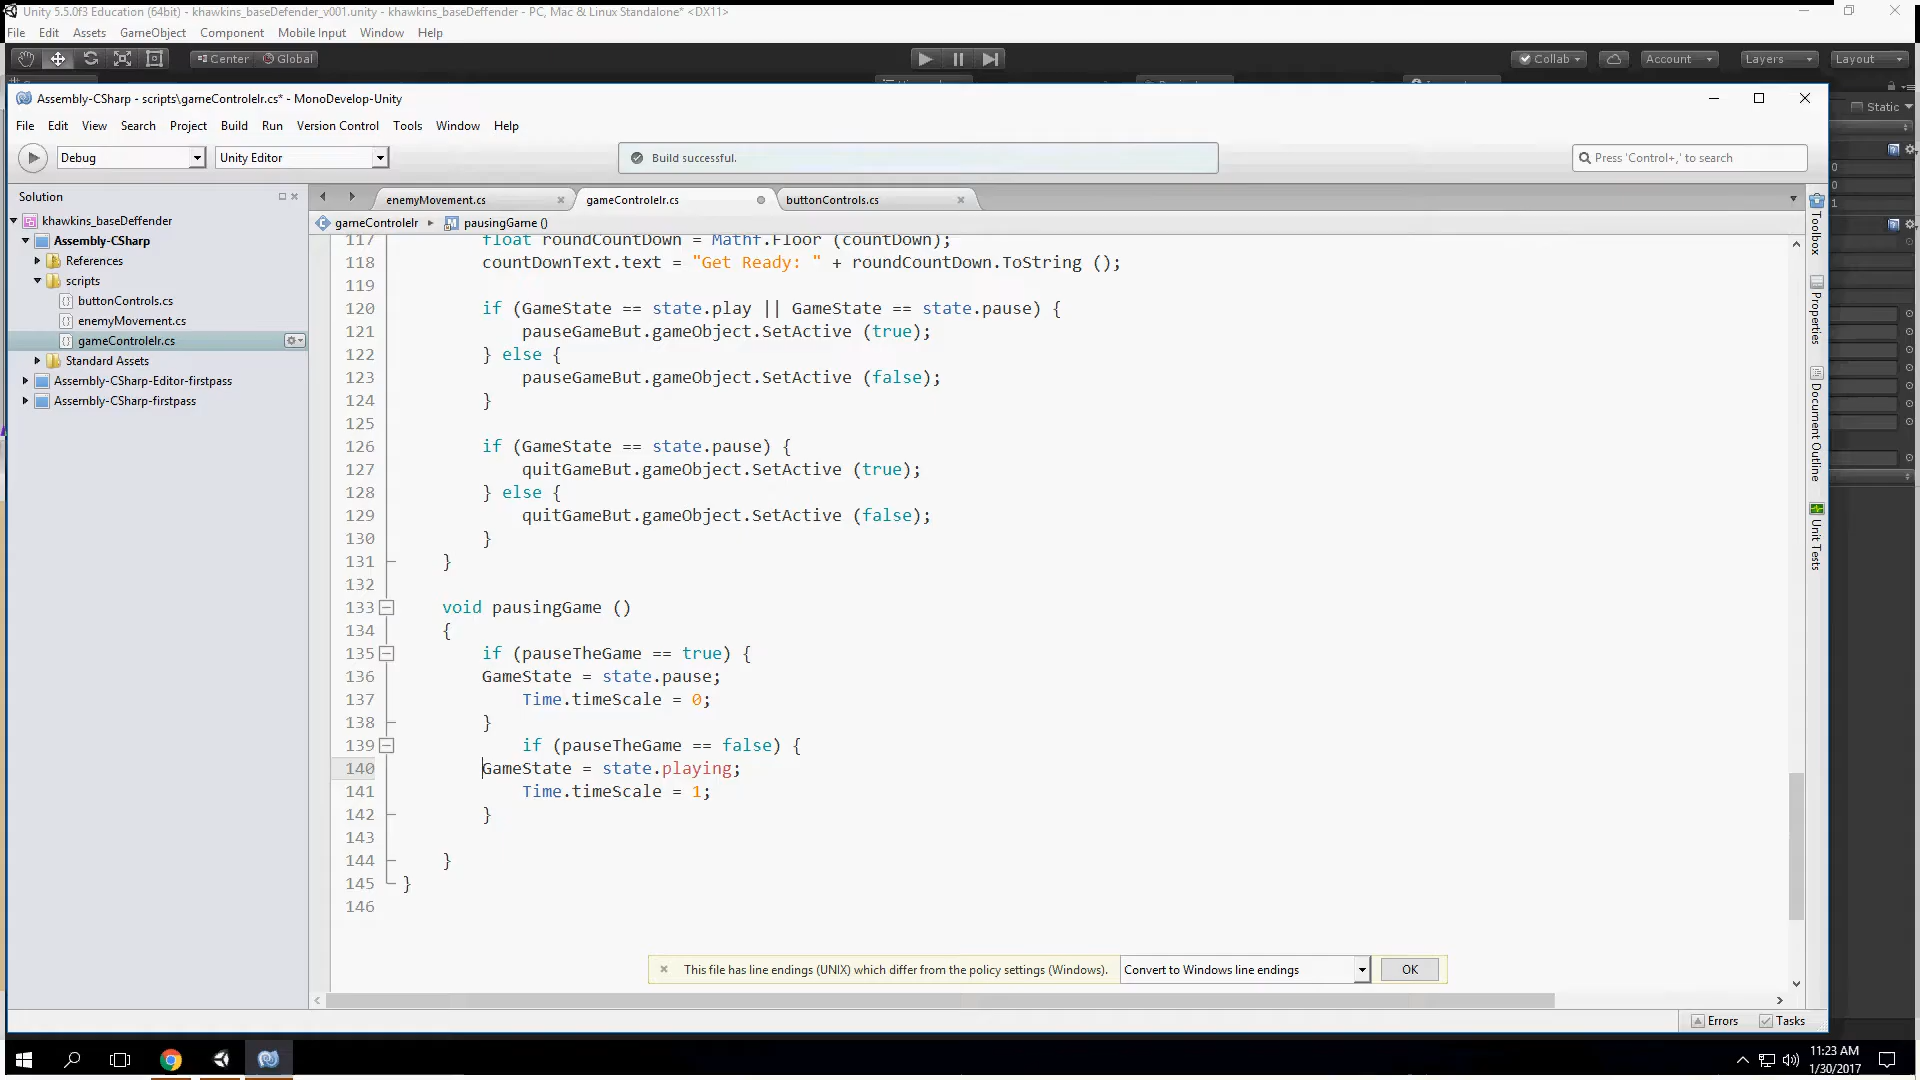 Unity 5.5.0f3 Education (64bit) - khawkins_baseDefender_v001.unity - khawkins_baseDeffender - PC, Mac & Linux Standalone* <DX11>
File Edit Assets GameObject Component Mobile Input Window Help
Center Global Collab Account Layers Layout
Assembly-CSharp - scripts\gameControlelr.cs* - MonoDevelop-Unity
Static
File Edit View Search Project Build Run Version Control Tools Window Help
Debug Unity Editor Build successful. Press 'Control+,' to search
Solution
enemyMovement.cs gameControlelr.cs buttonControls.cs
gameControlelr pausingGame ()
khawkins_baseDeffender
Assembly-CSharp
References
scripts
buttonControls.cs
enemyMovement.cs
gameControlelr.cs
Standard Assets
Assembly-CSharp-Editor-firstpass
Assembly-CSharp-firstpass
117 float roundCountDown = Mathf.Floor (countDown);
118 countDownText.text = "Get Ready: " + roundCountDown.ToString ();
119
120 if (GameState == state.play || GameState == state.pause) {
121 pauseGameBut.gameObject.SetActive (true);
122 } else {
123 pauseGameBut.gameObject.SetActive (false);
124 }
125
126 if (GameState == state.pause) {
127 quitGameBut.gameObject.SetActive (true);
128 } else {
129 quitGameBut.gameObject.SetActive (false);
130 }
131 }
132
133 void pausingGame ()
134 {
135 if (pauseTheGame == true) {
136 GameState = state.pause;
137 Time.timeScale = 0;
138 }
139 if (pauseTheGame == false) {
140 GameState = state.playing;
141 Time.timeScale = 1;
142 }
143
144 }
145 }
146
Toolbox
Properties
Document Outline
Unit Tests
0
0
1
This file has line endings (UNIX) which differ from the policy settings (Windows). Convert to Windows line endings OK
Errors Tasks
11:23 AM
1/30/2017